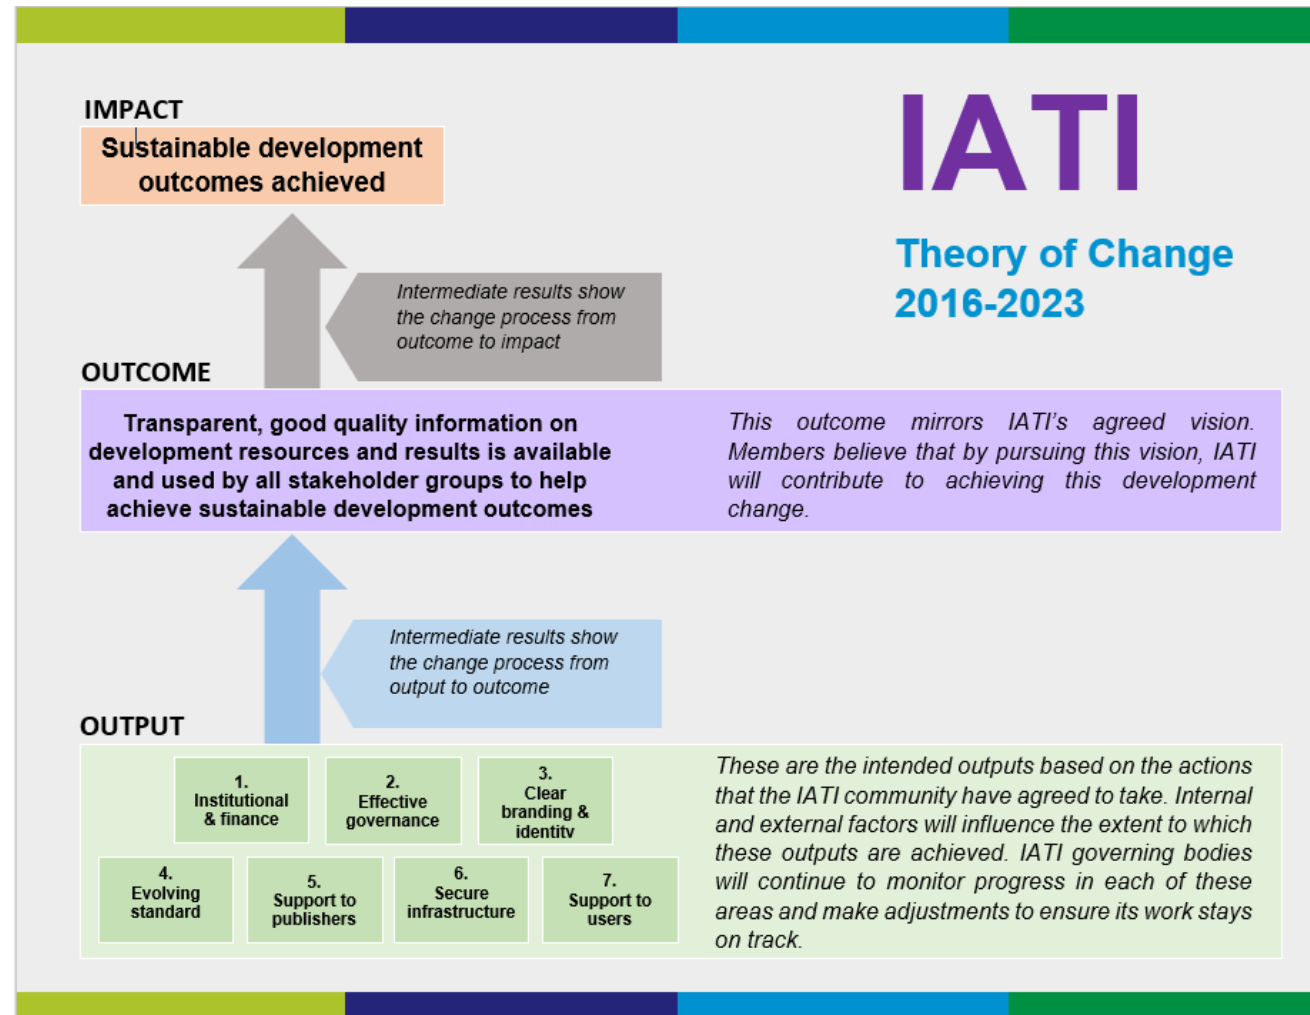 IATI
Theory of Change
2016-2023
IMPACT
Sustainable development
outcomes achieved
Intermediate results show
the change process from
outcome to impact
OUTCOME
Transparent, good quality information on
development resources and results is available
and used by all stakeholder groups to help
achieve sustainable development outcomes
This outcome mirrors IATI's agreed vision.
Members believe that by pursuing this vision, IATI
will contribute to achieving this development
change.
Intermediate results show
the change process from
output to outcome
OUTPUT
1.
Institutional
& finance
2.
Effective
governance
3.
Clear
branding &
identity
4.
Evolving
standard
5.
Support to
publishers
6.
Secure
infrastructure
7.
Support to
users
These are the intended outputs based on the actions
that the IATI community have agreed to take. Internal
and external factors will influence the extent to which
these outputs are achieved. IATI governing bodies
will continue to monitor progress in each of these
areas and make adjustments to ensure its work stays
on track.